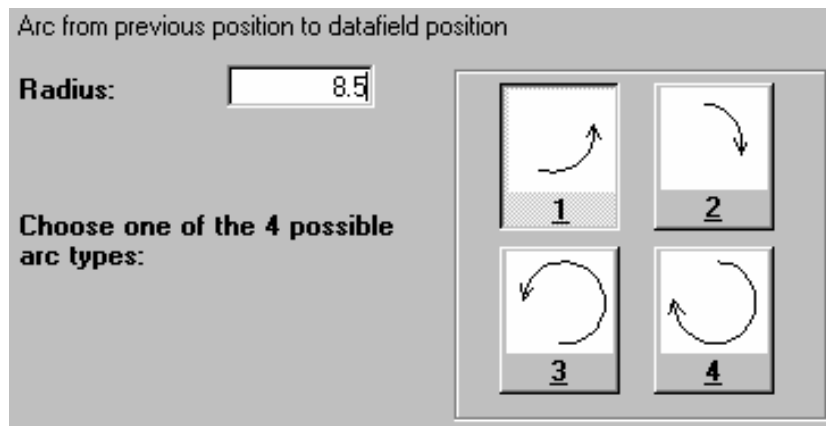 Arc from previous position to datafield position
Radius: 8.5
1 2
Choose one of the 4 possible
arc types:
3 4